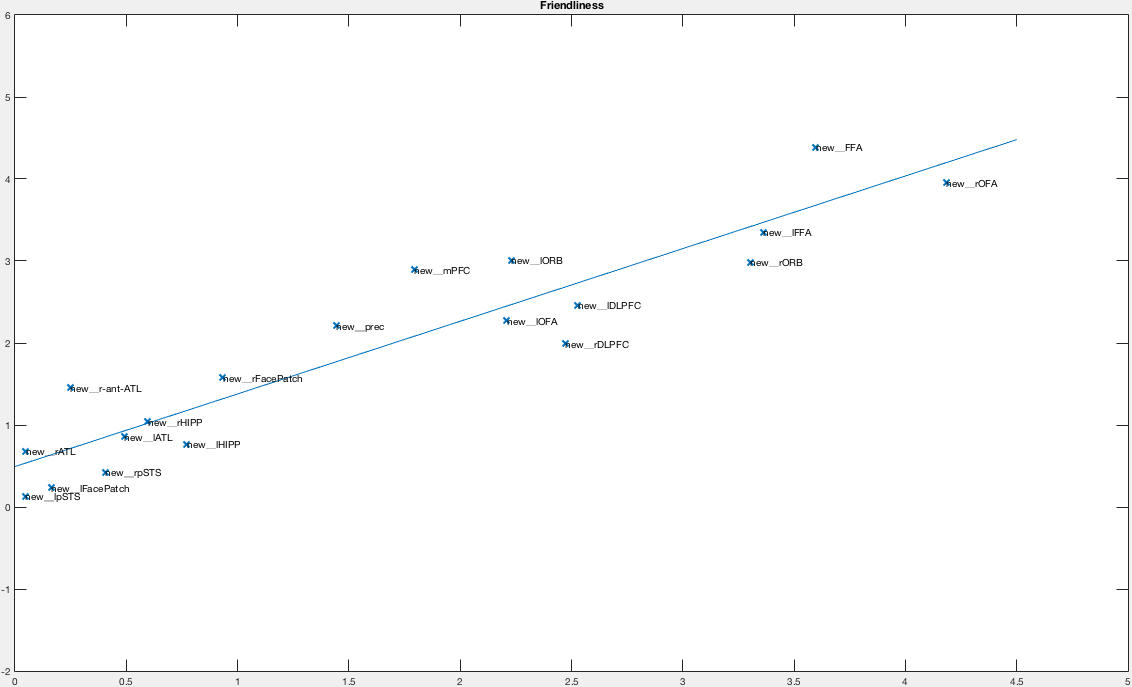 Friendliness
6
5
new__FFA
4
new__rOFA
new__lFFA
3
new__lORB
new__rORB
new__mPFC
new__lDLPFC
new__lOFA
new__prec
2
new__rDLPFC
new__rFacePatch
new__r-ant-ATL
1
new__rHIPP
new__lATL
new__lHIPP
new__rATL
new__rpSTS
new__lFacePatch
new__lpSTS
0
-1
-2
0 0.5 1 1.5 2 2.5 3 3.5 4 4.5 5